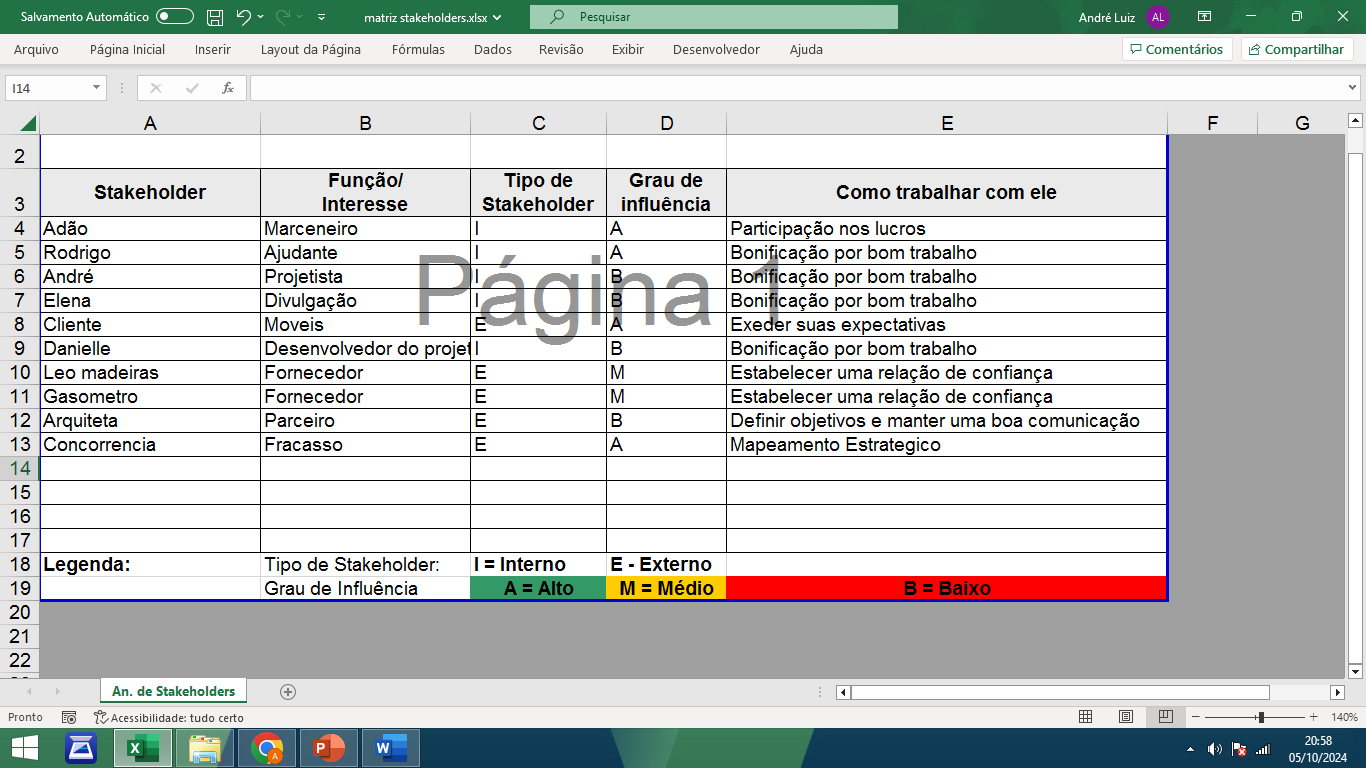 Salvamento Automático matriz stakeholders.xlsx Pesquisar André Luiz AL
Arquivo Página Inicial Inserir Layout da Página Fórmulas Dados Revisão Exibir Desenvolvedor Ajuda Comentários Compartilhar
I14 fx
A B C D E F G
2
3 Stakeholder Função/ Interesse Tipo de Stakeholder Grau de influência Como trabalhar com ele
4 Adão Marceneiro I A Participação nos lucros
5 Rodrigo Ajudante I A Bonificação por bom trabalho
6 André Projetista I B Bonificação por bom trabalho
7 Elena Divulgação I B Bonificação por bom trabalho
Página 1
8 Cliente Moveis E A Exeder suas expectativas
9 Danielle Desenvolvedor do projet I B Bonificação por bom trabalho
10 Leo madeiras Fornecedor E M Estabelecer uma relação de confiança
11 Gasometro Fornecedor E M Estabelecer uma relação de confiança
12 Arquiteta Parceiro E B Definir objetivos e manter uma boa comunicação
13 Concorrencia Fracasso E A Mapeamento Estrategico
14
15
16
17
18 Legenda: Tipo de Stakeholder: I = Interno E - Externo
19 Grau de Influência A = Alto M = Médio B = Baixo
20
21
22
An. de Stakeholders
Pronto Acessibilidade: tudo certo 140%
20:58
05/10/2024